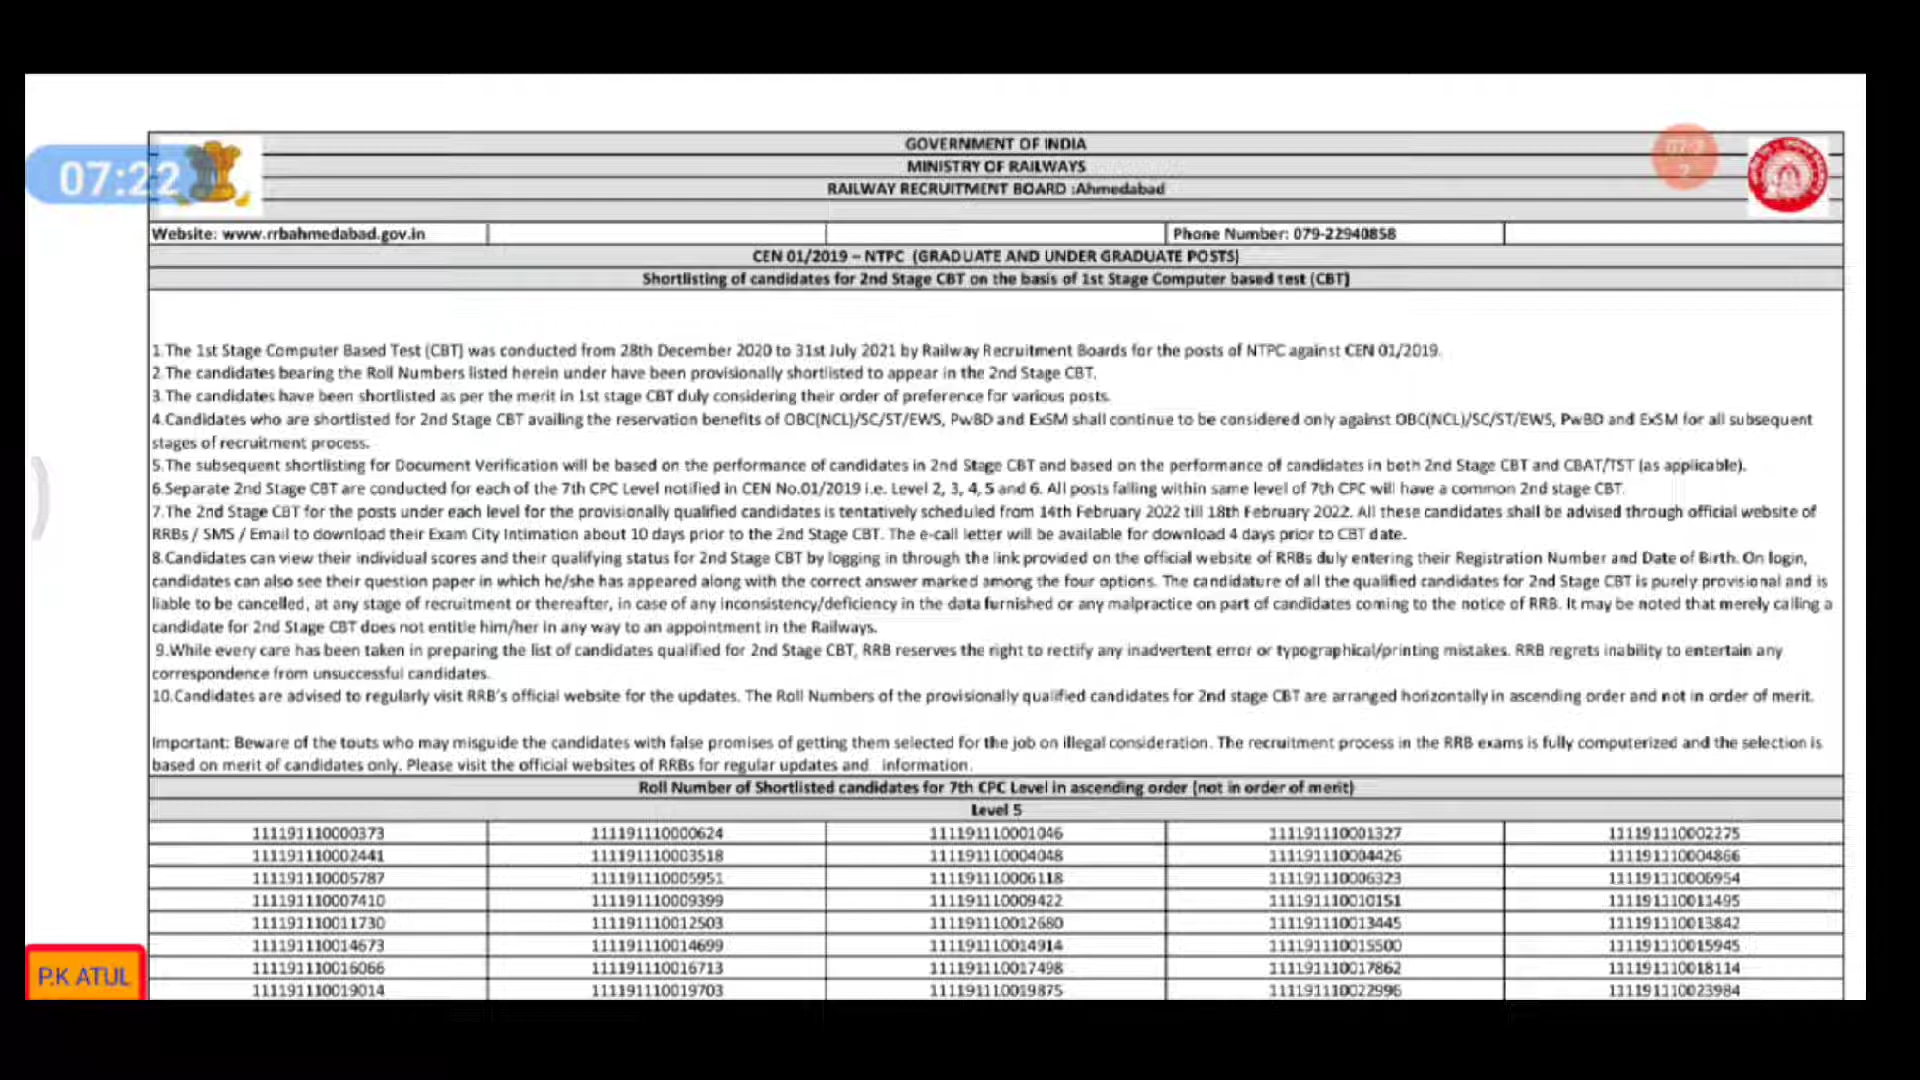 GOVERNMENT OF INDIA
MINISTRY OF RAILWAYS
RAILWAY RECRUITMENT BOARD :Ahmedabad
07:22
Website: www.rrbahmedabad.gov.in
Phone Number: 079-22940858
CEN 01/2019 – NTPC (GRADUATE AND UNDER GRADUATE POSTS)
Shortlisting of candidates for 2nd Stage CBT on the basis of 1st Stage Computer based test (CBT)
1.The 1st Stage Computer Based Test (CBT) was conducted from 28th December 2020 to 31st July 2021 by Railway Recruitment Boards for the posts of NTPC against CEN 01/2019.
2.The candidates bearing the Roll Numbers listed herein under have been provisionally shortlisted to appear in the 2nd Stage CBT.
3.The candidates have been shortlisted as per the merit in 1st stage CBT duly considering their order of preference for various posts.
4.Candidates who are shortlisted for 2nd Stage CBT availing the reservation benefits of OBC(NCL)/SC/ST/EWS, PwBD and ExSM shall continue to be considered only against OBC(NCL)/SC/ST/EWS, PwBD and ExSM for all subsequent
stages of recruitment process.
5.The subsequent shortlisting for Document Verification will be based on the performance of candidates in 2nd Stage CBT and based on the performance of candidates in both 2nd Stage CBT and CBAT/TST (as applicable).
6.Separate 2nd Stage CBT are conducted for each of the 7th CPC Level notified in CEN No.01/2019 i.e. Level 2, 3, 4, 5 and 6. All posts falling within same level of 7th CPC will have a common 2nd stage CBT.
7.The 2nd Stage CBT for the posts under each level for the provisionally qualified candidates is tentatively scheduled from 14th February 2022 till 18th February 2022. All these candidates shall be advised through official website of
RRBs / SMS / Email to download their Exam City Intimation about 10 days prior to the 2nd Stage CBT. The e-call letter will be available for download 4 days prior to CBT date.
8.Candidates can view their individual scores and their qualifying status for 2nd Stage CBT by logging in through the link provided on the official website of RRBs duly entering their Registration Number and Date of Birth. On login,
candidates can also see their question paper in which he/she has appeared along with the correct answer marked among the four options. The candidature of all the qualified candidates for 2nd Stage CBT is purely provisional and is
liable to be cancelled, at any stage of recruitment or thereafter, in case of any inconsistency/deficiency in the data furnished or any malpractice on part of candidates coming to the notice of RRB. It may be noted that merely calling a
candidate for 2nd Stage CBT does not entitle him/her in any way to an appointment in the Railways.
9.While every care has been taken in preparing the list of candidates qualified for 2nd Stage CBT, RRB reserves the right to rectify any inadvertent error or typographical/printing mistakes. RRB regrets inability to entertain any
correspondence from unsuccessful candidates.
10.Candidates are advised to regularly visit RRB's official website for the updates. The Roll Numbers of the provisionally qualified candidates for 2nd stage CBT are arranged horizontally in ascending order and not in order of merit.
Important: Beware of the touts who may misguide the candidates with false promises of getting them selected for the job on illegal consideration. The recruitment process in the RRB exams is fully computerized and the selection is
based on merit of candidates only. Please visit the official websites of RRBs for regular updates and information.
Roll Number of Shortlisted candidates for 7th CPC Level in ascending order (not in order of merit)
Level 5
111191110000373 111191110000624 111191110001046 111191110001327 111191110002275
111191110002441 111191110003518 111191110004048 111191110004426 111191110004866
111191110005787 111191110005951 111191110006118 111191110006323 111191110006954
111191110007410 111191110009399 111191110009422 111191110010151 111191110011495
111191110011730 111191110012503 111191110012680 111191110013445 111191110013842
111191110014673 111191110014699 111191110014914 111191110015500 111191110015945
111191110016066 111191110016713 111191110017498 111191110017862 111191110018114
111191110019014 111191110019703 111191110019875 111191110022996 111191110023984
P.K ATUL